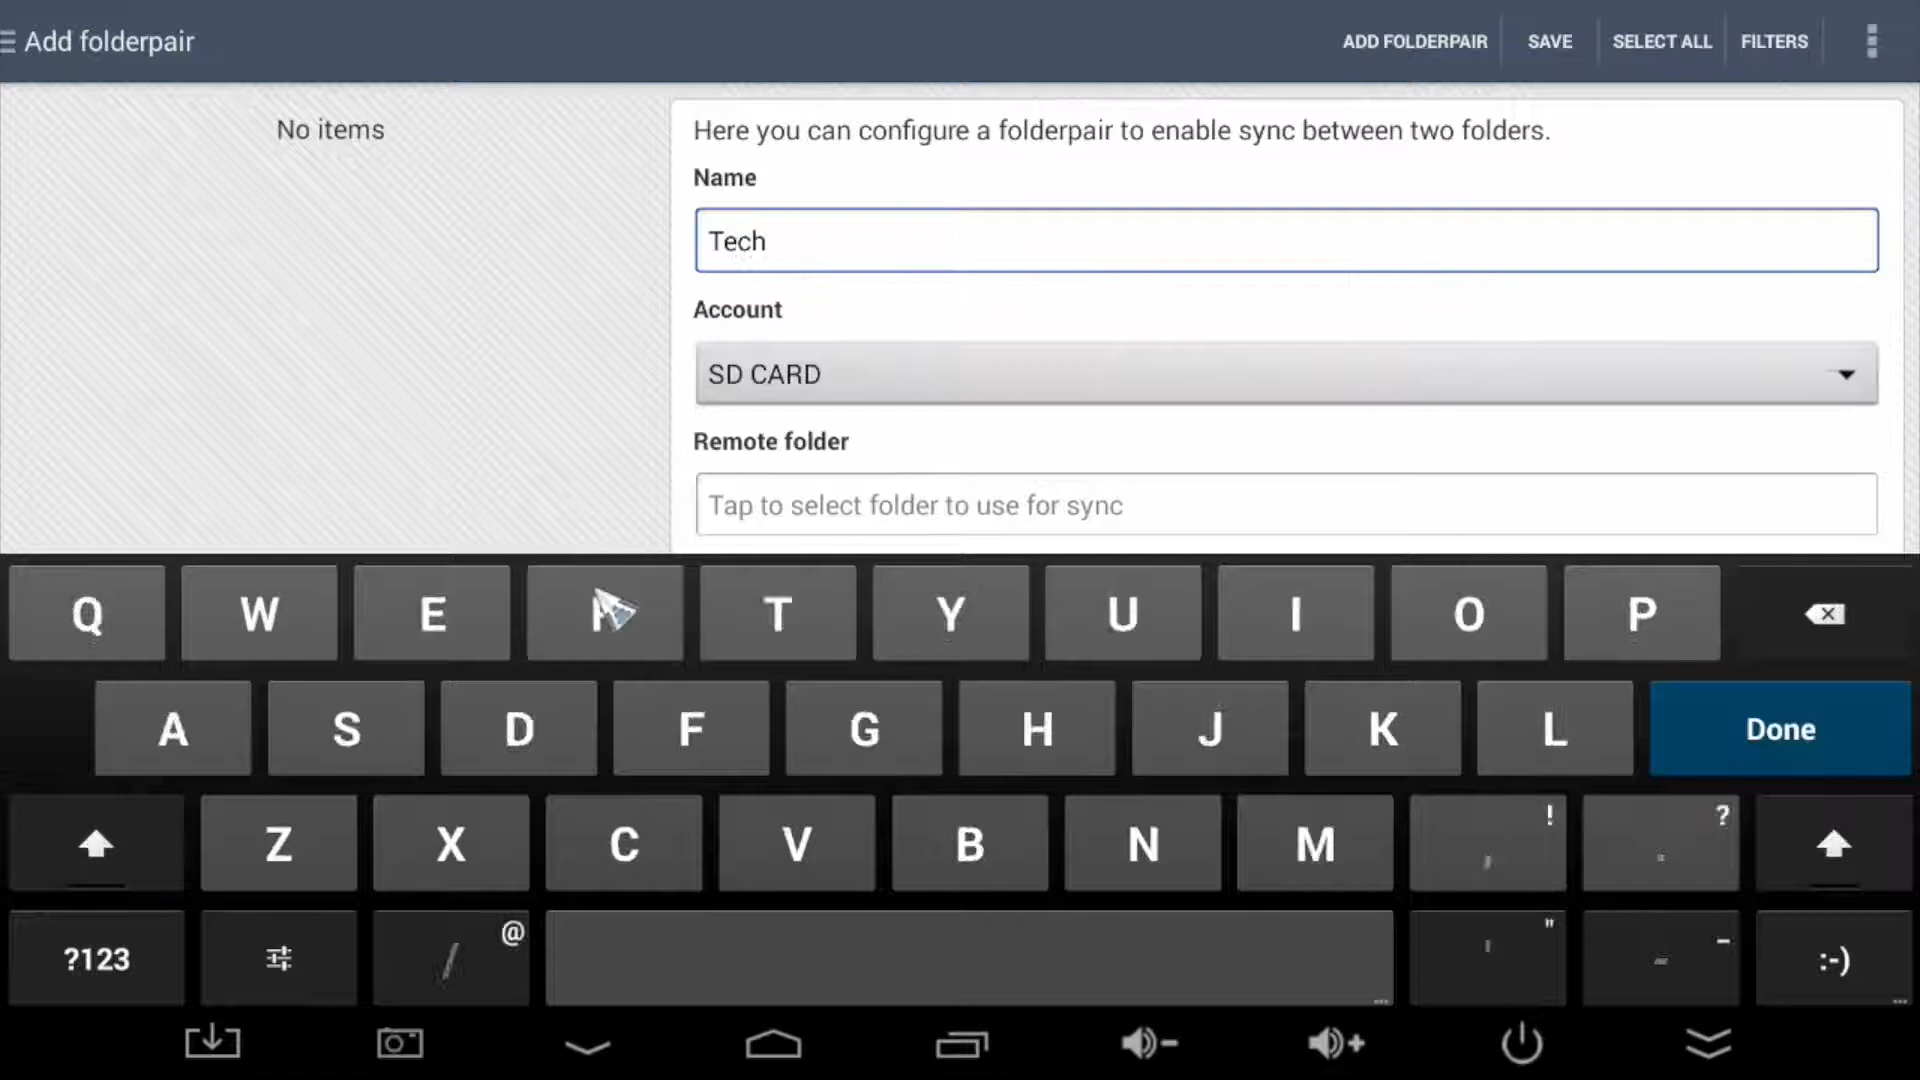 Add folderpair
ADD FOLDERPAIR SAVE SELECT ALL FILTERS
No items
Here you can configure a folderpair to enable sync between two folders.
Name
Tech
Account
SD CARD
Remote folder
Tap to select folder to use for sync
Q W E T Y U I O P
A S D F G H J K L Done
Z X C V B N M , ! . ?
?123 / @ ' " - _ :-)